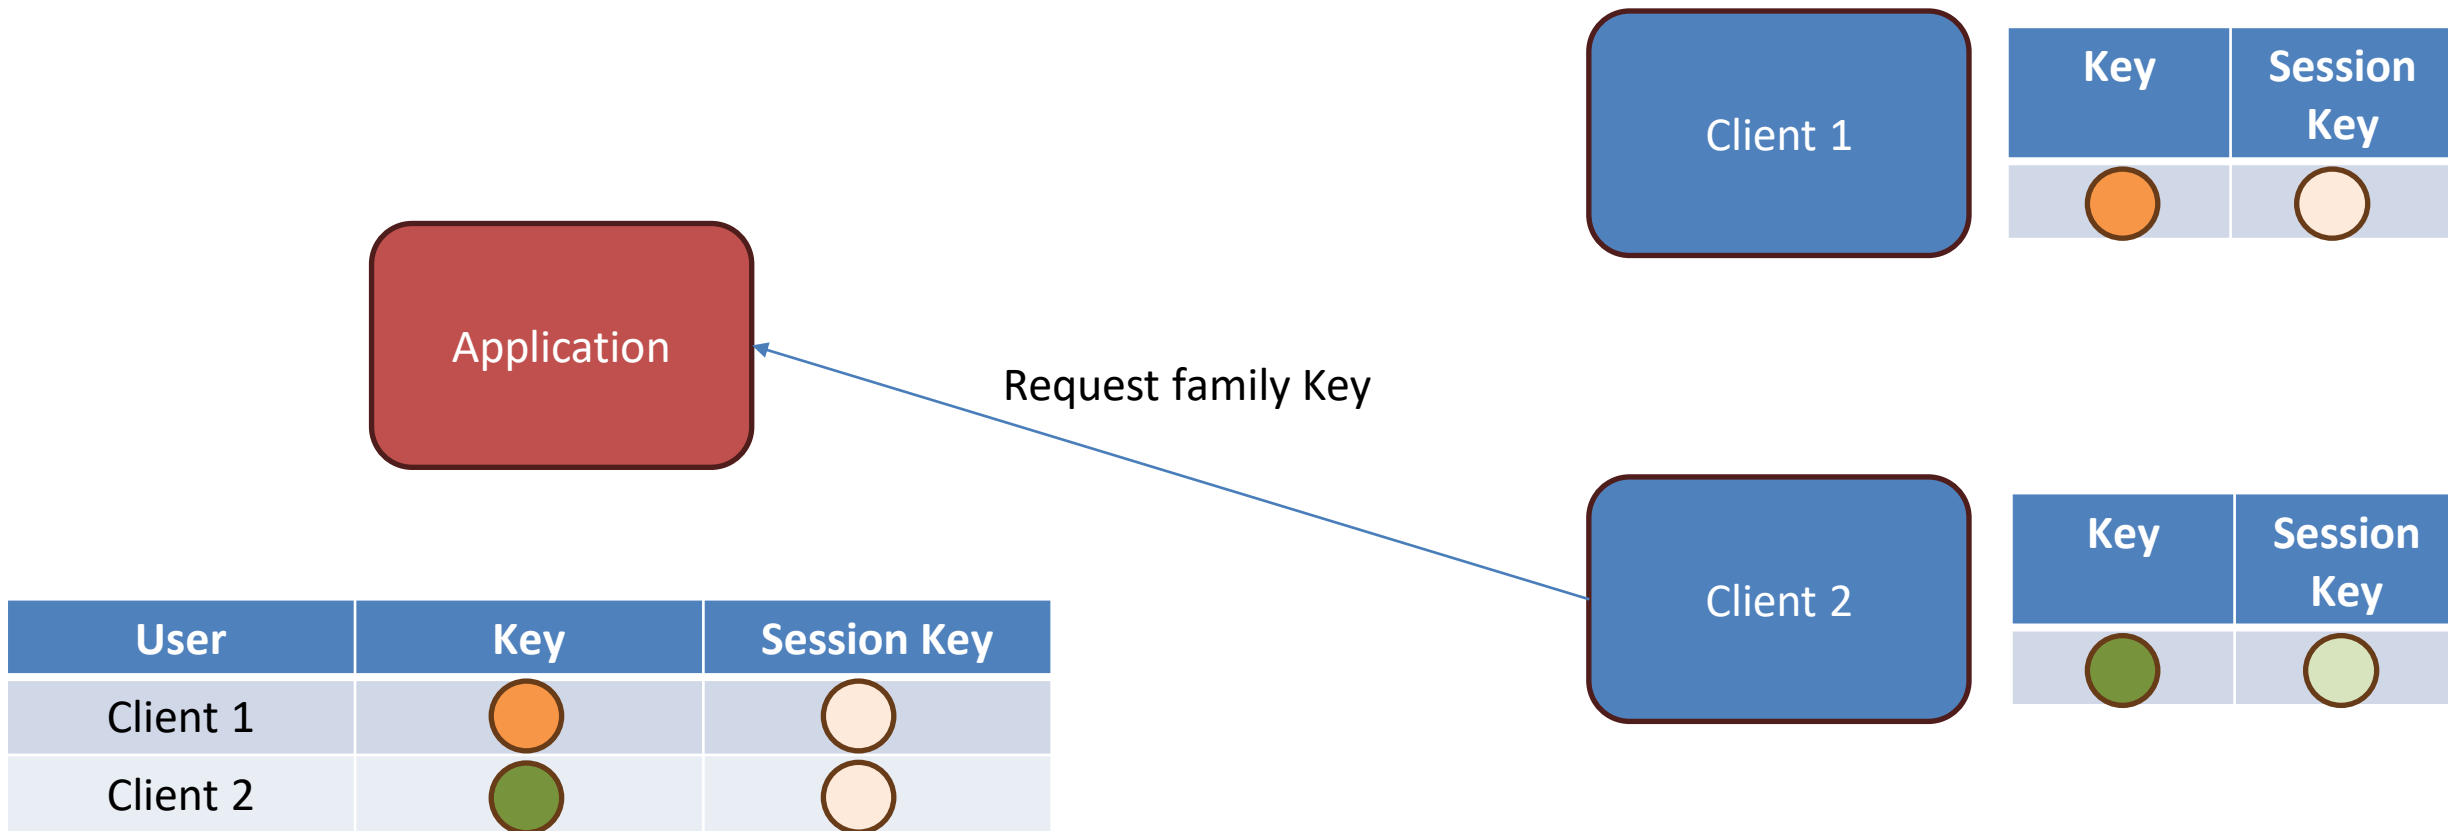 Client 1
Key Session
Key
Application
Request family Key
Client 2
Key Session
Key
User Key Session Key
Client 1
Client 2